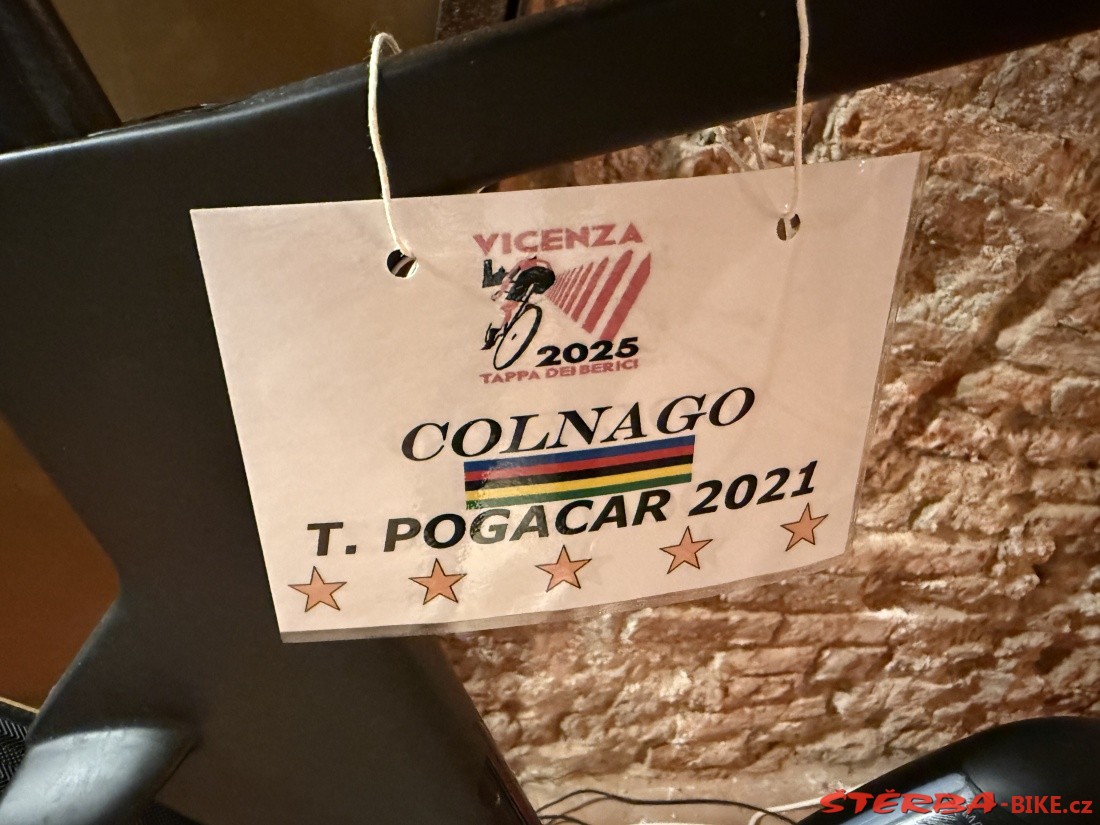 VICENZA
2025
TAPPA DEI BERICI
COLNAGO
T. POGACAR 2021
ŠTĚRBA-BIKE.cz